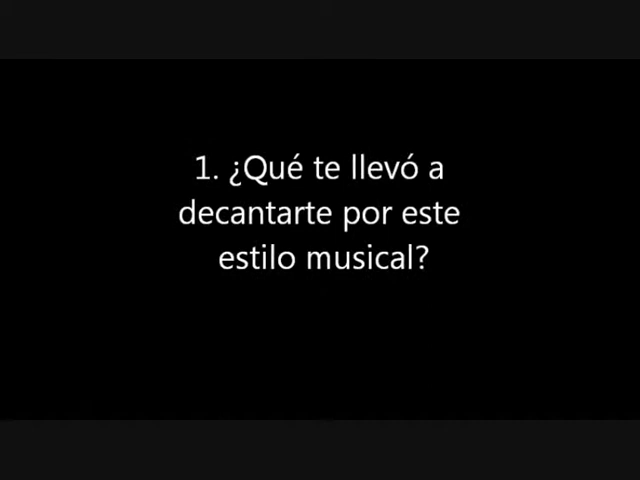 1. ¿Qué te llevó a
decantarte por este
estilo musical?